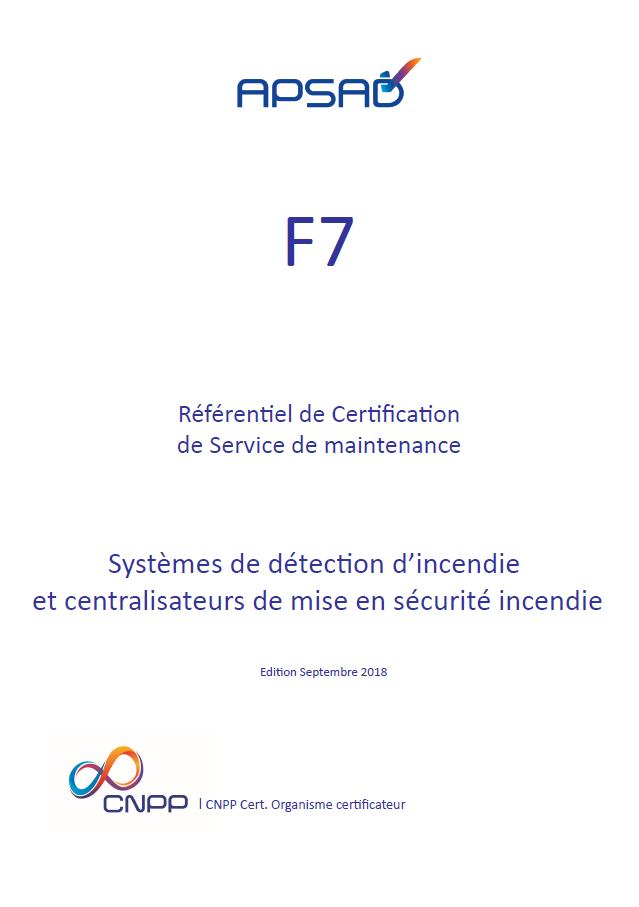 APSAD
F7
Référentiel de Certification
de Service de maintenance
Systèmes de détection d’incendie
et centralisateurs de mise en sécurité incendie
Edition Septembre 2018
CNPP
| CNPP Cert. Organisme certificateur